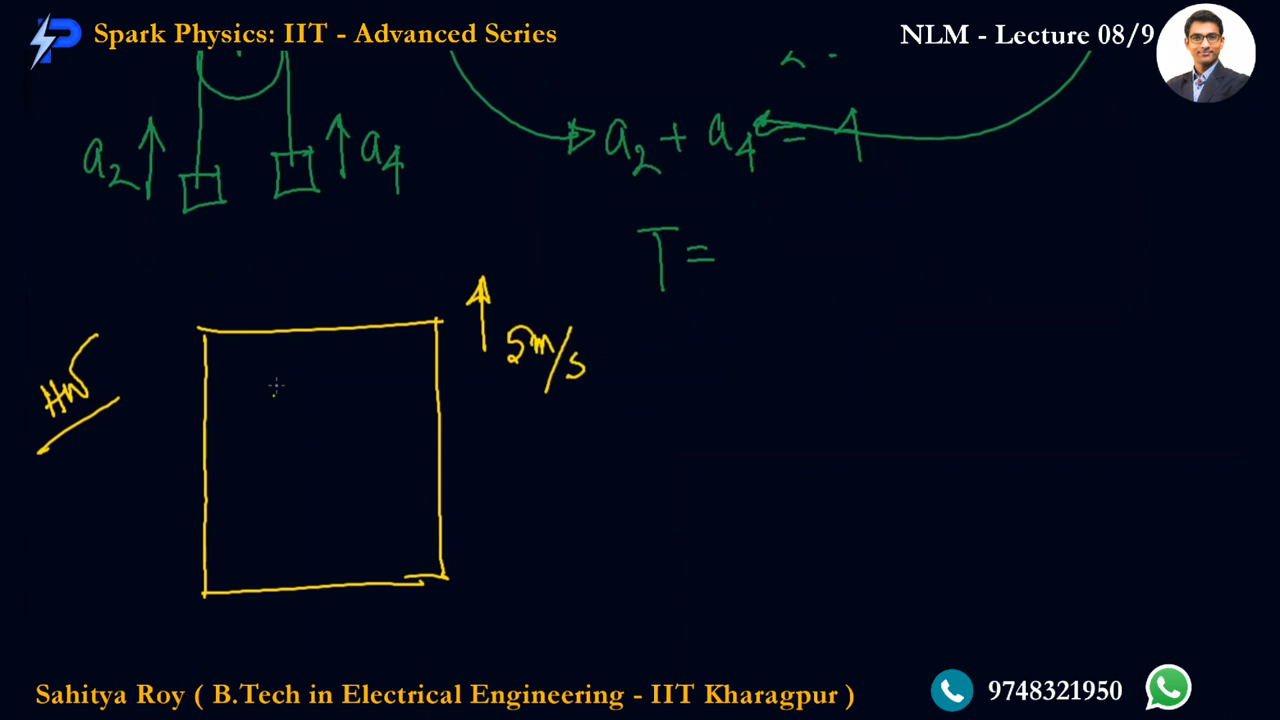 Spark Physics: IIT - Advanced Series
NLM - Lecture 08/9
a₂ a₄
a₂ + a₄ = 4
T =
HW
5m/s
Sahitya Roy ( B.Tech in Electrical Engineering - IIT Kharagpur )
9748321950